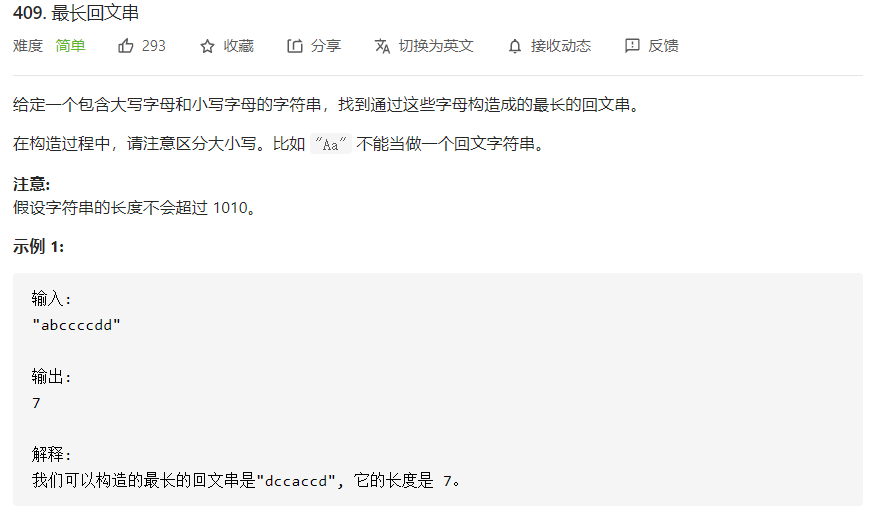 409. 最长回文串
难度 简单 293 收藏 分享 切换为英文 接收动态 反馈
给定一个包含大写字母和小写字母的字符串，找到通过这些字母构造成的最长的回文串。
在构造过程中，请注意区分大小写。比如 "Aa" 不能当做一个回文字符串。
注意:
假设字符串的长度不会超过 1010。
示例 1:
输入:
"abccccdd"
输出:
7
解释:
我们可以构造的最长的回文串是"dccaccd", 它的长度是 7。